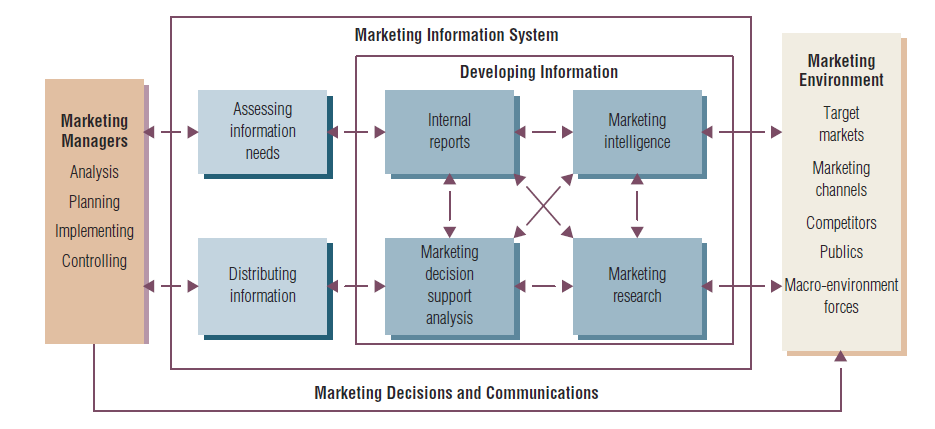 Marketing Information System
Developing Information
Marketing
Managers
Analysis
Planning
Implementing
Controlling
Assessing
information
needs
Distributing
information
Internal
reports
Marketing
intelligence
Marketing
decision
support
analysis
Marketing
research
Marketing
Environment
Target
markets
Marketing
channels
Competitors
Publics
Macro-environment
forces
Marketing Decisions and Communications